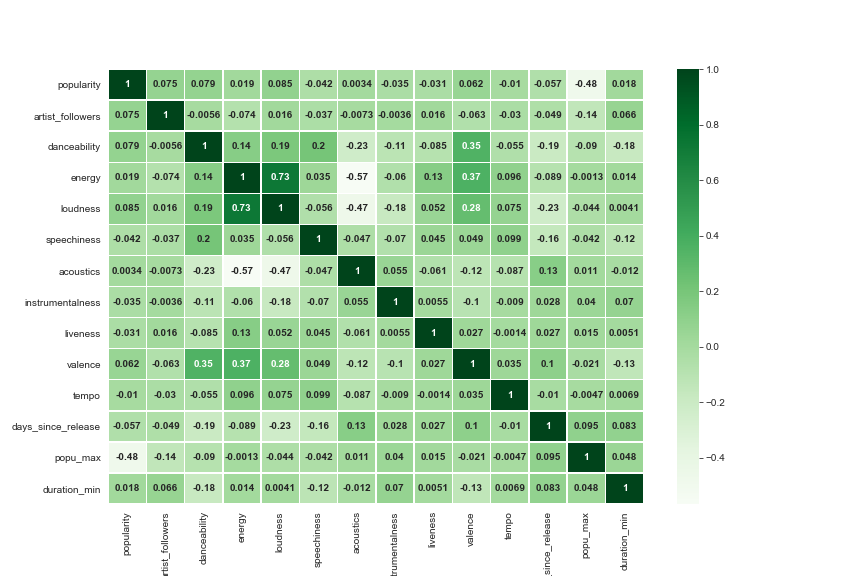 popularity 1 0.075 0.079 0.019 0.085 -0.042 0.0034 -0.035 -0.031 0.062 -0.01 -0.057 -0.48 0.018
artist_followers 0.075 1 -0.0056 -0.074 0.016 -0.037 -0.0073 -0.0036 0.016 -0.063 -0.03 -0.049 -0.14 0.066
danceability 0.079 -0.0056 1 0.14 0.19 0.2 -0.23 -0.11 -0.085 0.35 -0.055 -0.19 -0.09 -0.18
energy 0.019 -0.074 0.14 1 0.73 0.035 -0.57 -0.06 0.13 0.37 0.096 -0.089 -0.0013 0.014
loudness 0.085 0.016 0.19 0.73 1 -0.056 -0.47 -0.18 0.052 0.28 0.075 -0.23 -0.044 0.0041
speechiness -0.042 -0.037 0.2 0.035 -0.056 1 -0.047 -0.07 0.045 0.049 0.099 -0.16 -0.042 -0.12
acoustics 0.0034 -0.0073 -0.23 -0.57 -0.47 -0.047 1 0.055 -0.061 -0.12 -0.087 0.13 0.011 -0.012
instrumentalness -0.035 -0.0036 -0.11 -0.06 -0.18 -0.07 0.055 1 0.0055 -0.1 -0.009 0.028 0.04 0.07
liveness -0.031 0.016 -0.085 0.13 0.052 0.045 -0.061 0.0055 1 0.027 -0.0014 0.027 0.015 0.0051
valence 0.062 -0.063 0.35 0.37 0.28 0.049 -0.12 -0.1 0.027 1 0.035 0.1 -0.021 -0.13
tempo -0.01 -0.03 -0.055 0.096 0.075 0.099 -0.087 -0.009 -0.0014 0.035 1 -0.01 -0.0047 0.0069
days_since_release -0.057 -0.049 -0.19 -0.089 -0.23 -0.16 0.13 0.028 0.027 0.1 -0.01 1 0.095 0.083
popu_max -0.48 -0.14 -0.09 -0.0013 -0.044 -0.042 0.011 0.04 0.015 -0.021 -0.0047 0.095 1 0.048
duration_min 0.018 0.066 -0.18 0.014 0.0041 -0.12 -0.012 0.07 0.0051 -0.13 0.0069 0.083 0.048 1
popularity
rtist_followers
danceability
energy
loudness
speechiness
acoustics
trumentalness
liveness
valence
tempo
_since_release
popu_max
duration_min
1.0
0.8
0.6
0.4
0.2
0.0
−0.2
−0.4